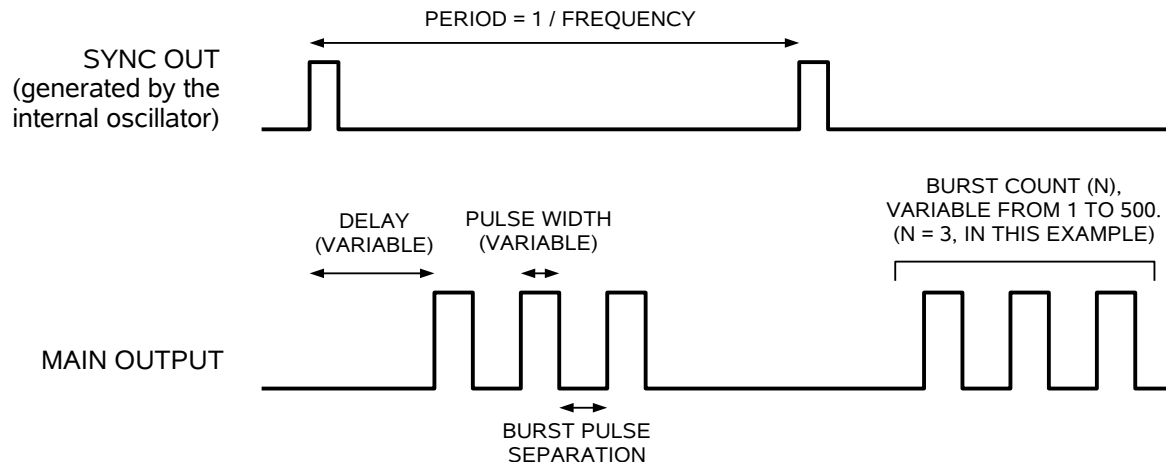 PERIOD = 1 / FREQUENCY
SYNC OUT
(generated by the
internal oscillator)
BURST COUNT (N),
VARIABLE FROM 1 TO 500.
(N = 3, IN THIS EXAMPLE)
DELAY
(VARIABLE)
PULSE WIDTH
(VARIABLE)
MAIN OUTPUT
BURST PULSE
SEPARATION